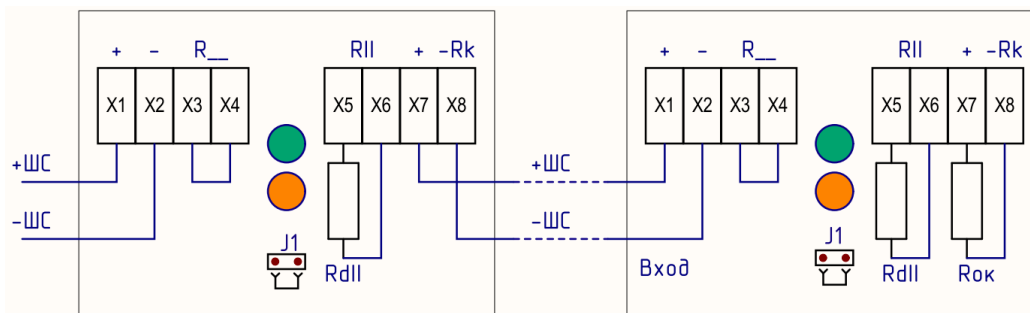 + − R__ RII + −Rk + − R__ RII + −Rk
X1 X2 X3 X4 X5 X6 X7 X8 X1 X2 X3 X4 X5 X6 X7 X8
+ШС +ШС
−ШС −ШС
J1 J1
RdII Вход RdII Rок